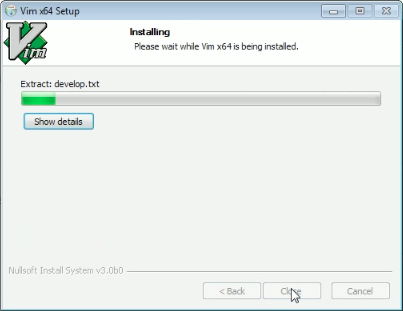 Vim x64 Setup
Vim
Installing
Please wait while Vim x64 is being installed.
Extract: develop.txt
Show details
Nullsoft Install System v3.0b0
< Back
Close
Cancel